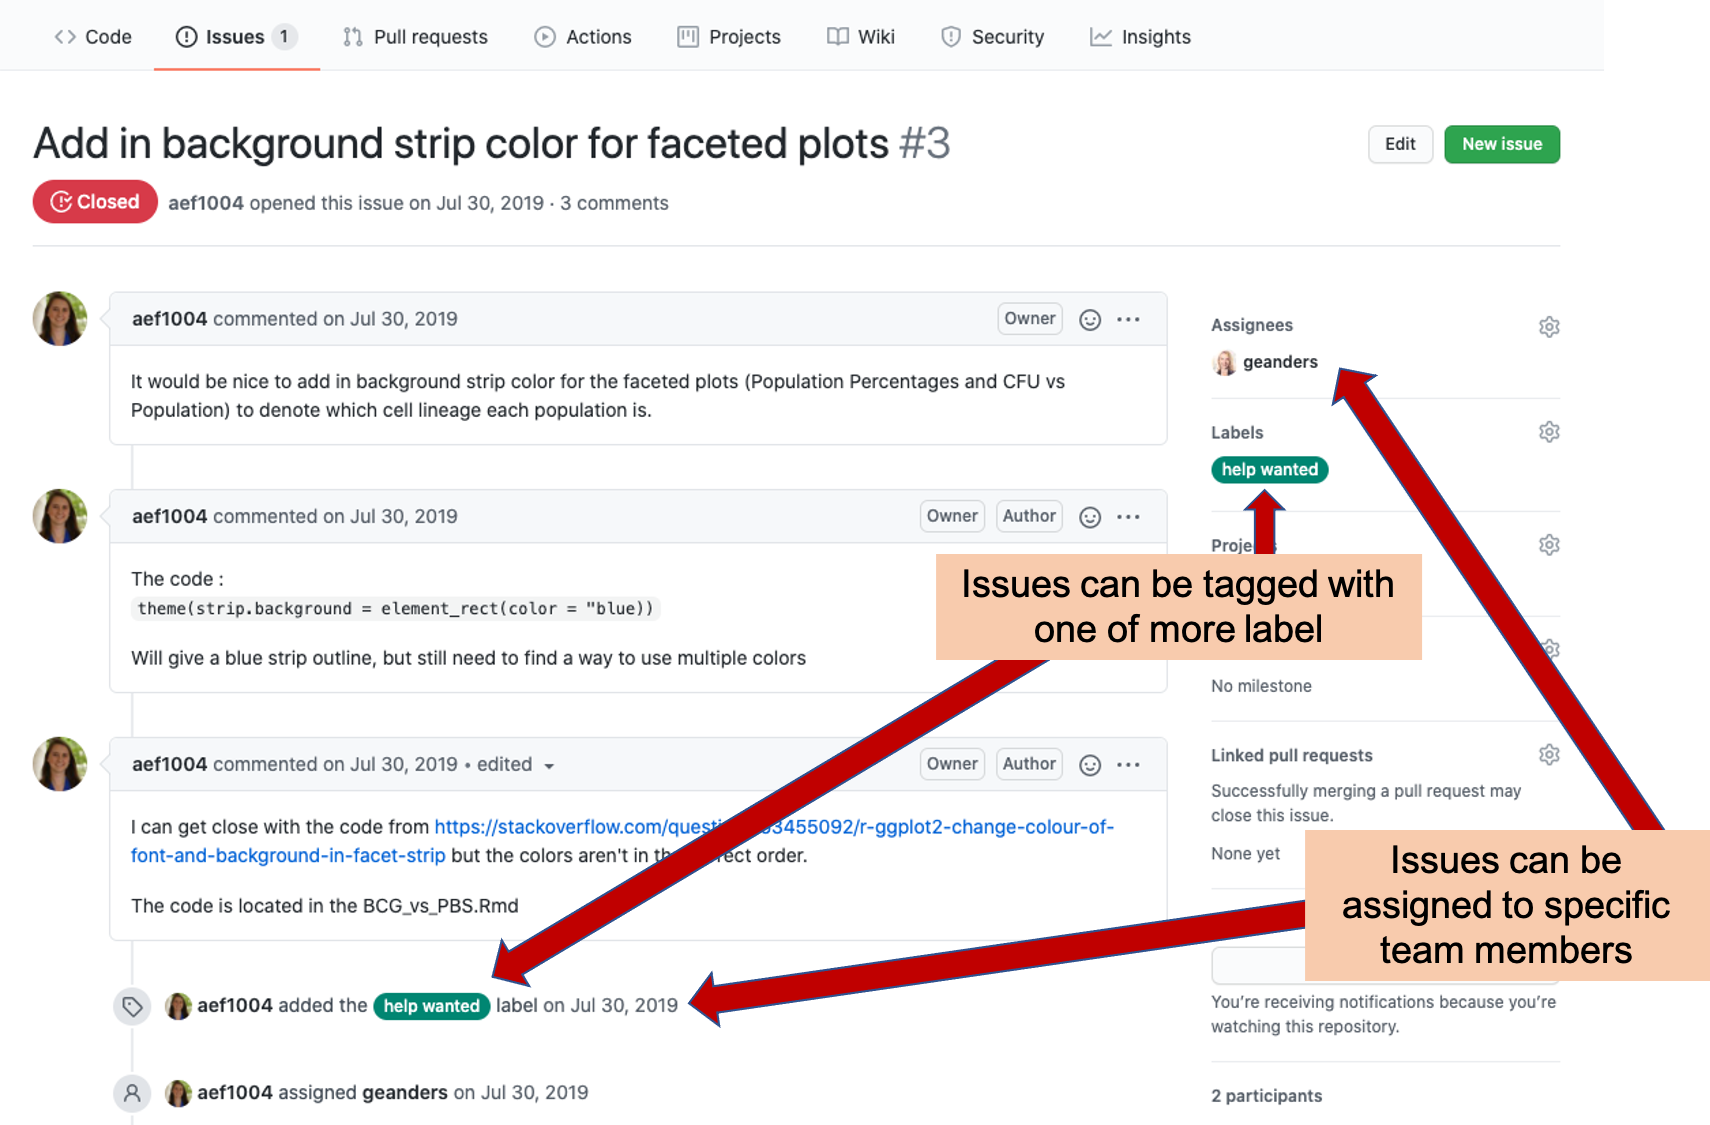 Code Issues 1 Pull requests Actions Projects Wiki Security Insights
Add in background strip color for faceted plots #3
Edit New issue
Closed aef1004 opened this issue on Jul 30, 2019 · 3 comments
aef1004 commented on Jul 30, 2019 Owner
It would be nice to add in background strip color for the faceted plots (Population Percentages and CFU vs
Population) to denote which cell lineage each population is.
aef1004 commented on Jul 30, 2019 Owner Author
The code :
theme(strip.background = element_rect(color = "blue))
Will give a blue strip outline, but still need to find a way to use multiple colors
aef1004 commented on Jul 30, 2019 • edited Owner Author
I can get close with the code from https://stackoverflow.com/questi 3455092/r-ggplot2-change-colour-of-
font-and-background-in-facet-strip but the colors aren't in th rect order.
The code is located in the BCG_vs_PBS.Rmd
aef1004 added the help wanted label on Jul 30, 2019
aef1004 assigned geanders on Jul 30, 2019
Assignees
geanders
Labels
help wanted
Proje s
Issues can be tagged with
one of more label
No milestone
Linked pull requests
Successfully merging a pull request may
close this issue.
None yet
Issues can be
assigned to specific
team members
You're receiving notifications because you're
watching this repository.
2 participants